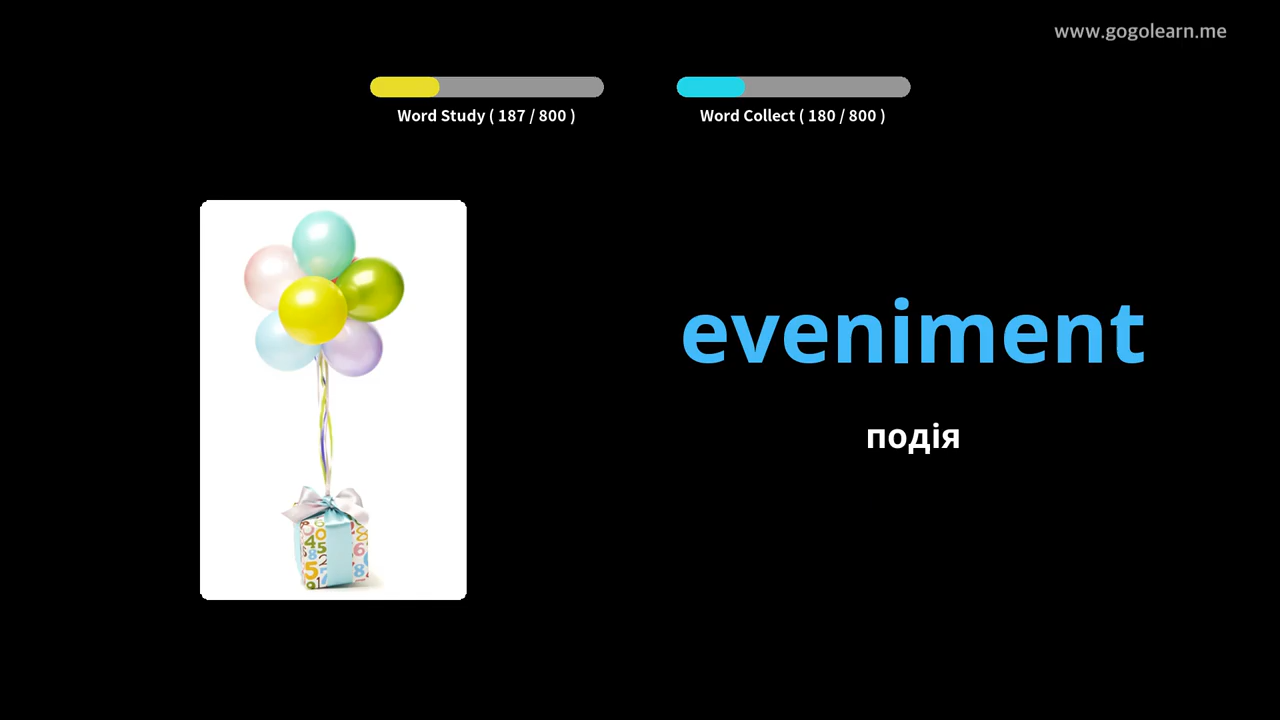 www.gogolearn.me
Word Study ( 187 / 800 )
Word Collect ( 180 / 800 )
eveniment
подія